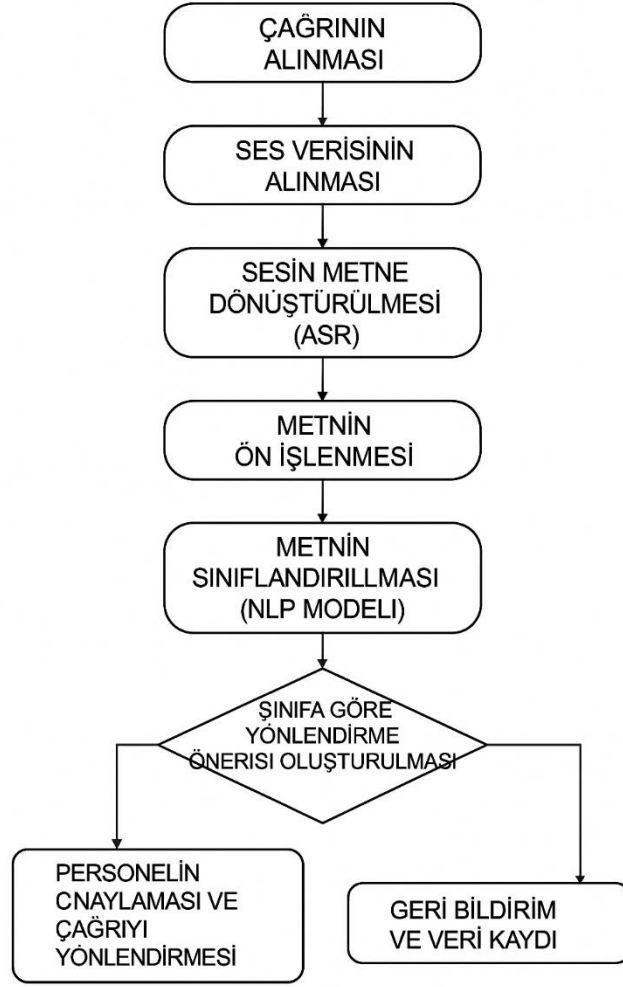 ÇAĞRININ
ALINMASI
SES VERİSİNİN
ALINMASI
SESİN METNE
DÖNÜŞTÜRÜLMESİ
(ASR)
METNİN
ÖN İŞLENMESİ
METNİN
SINIFLANDIRILLMASI
(NLP MODELI)
ŞINIFA GÖRE
YÖNLENDİRME
ÖNERISI OLUŞTURULMASI
PERSONELİN
CNAYLAMASI VE
ÇAĞRIYI
YÖNLENDİRMESİ
GERİ BİLDİRİM
VE VERİ KAYDI